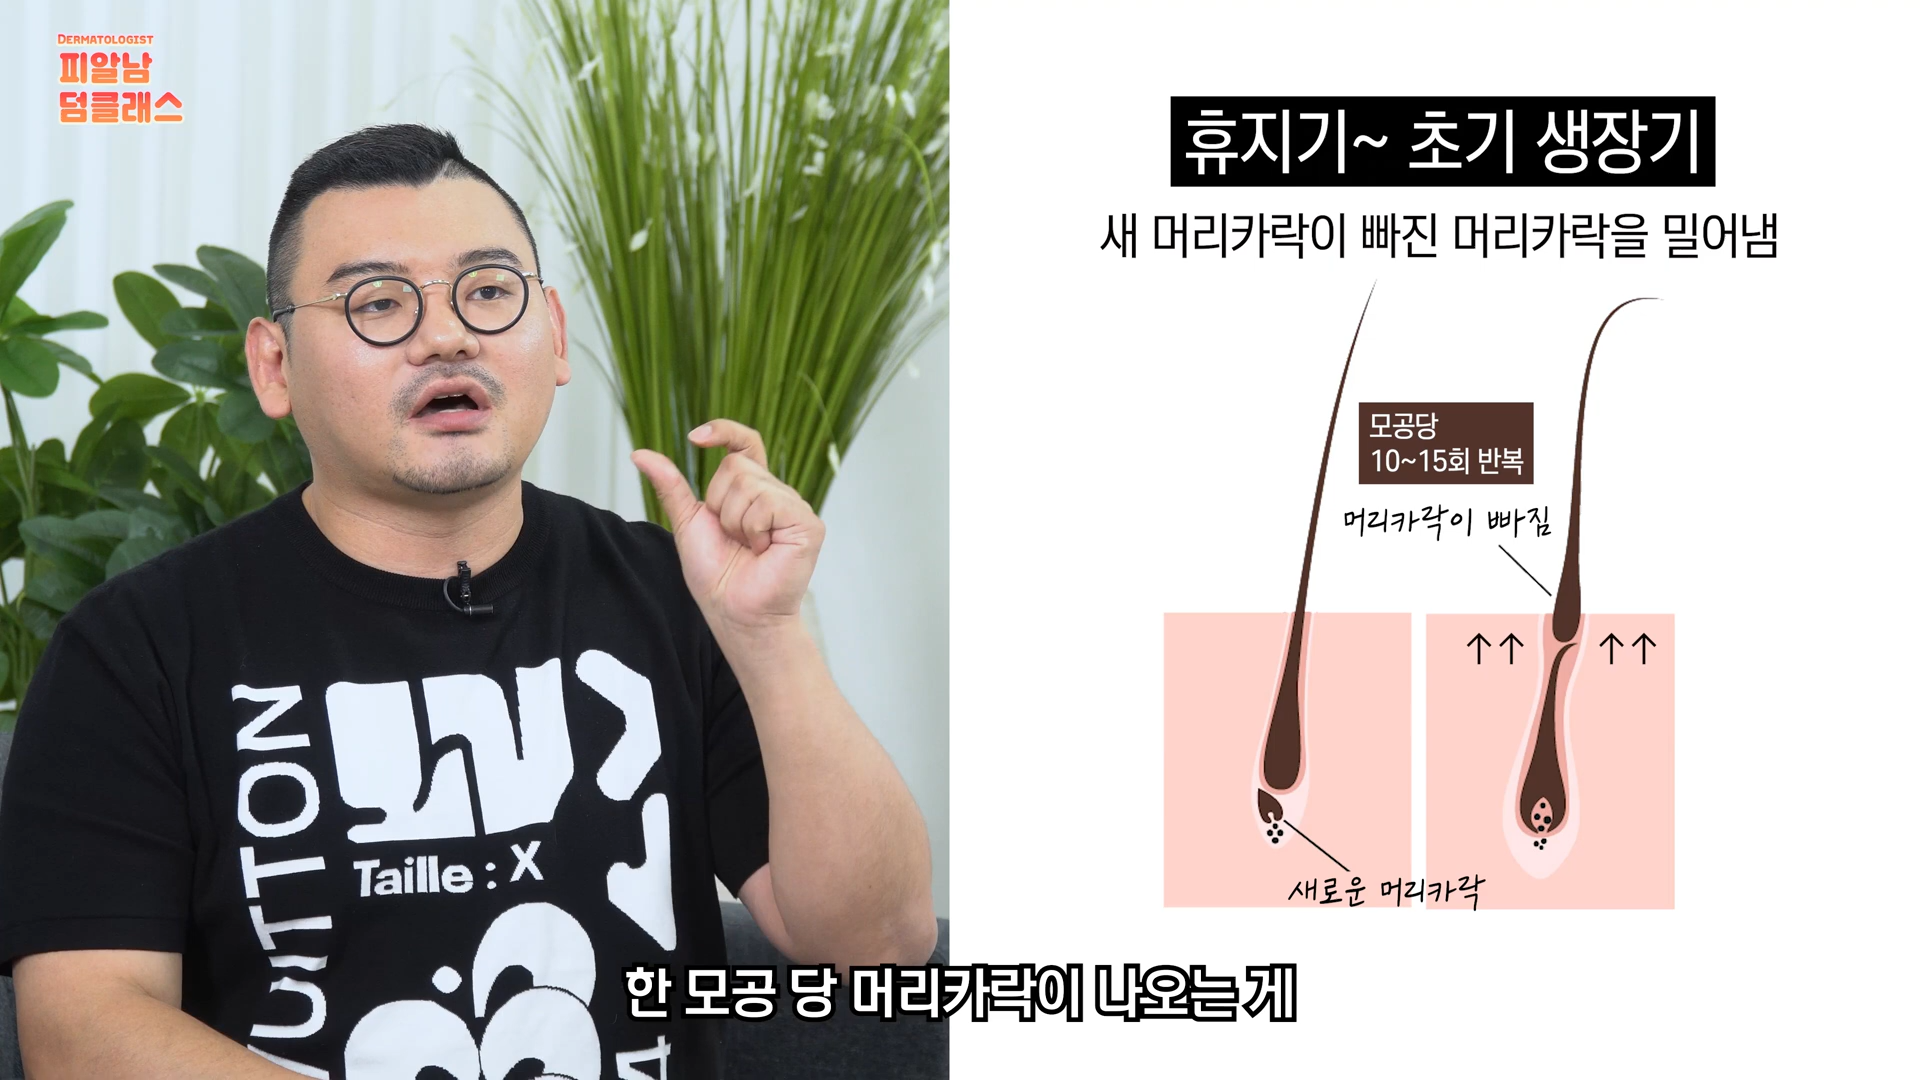 DERMATOLOGIST
피알남
덤클래스
휴지기~ 초기 생장기
새 머리카락이 빠진 머리카락을 밀어냄
모공당
10~15회 반복
머리카락이 빠짐
↑↑ ↑↑
새로운 머리카락
VUITTON
Taille : X
한 모공 당 머리카락이 나오는 게